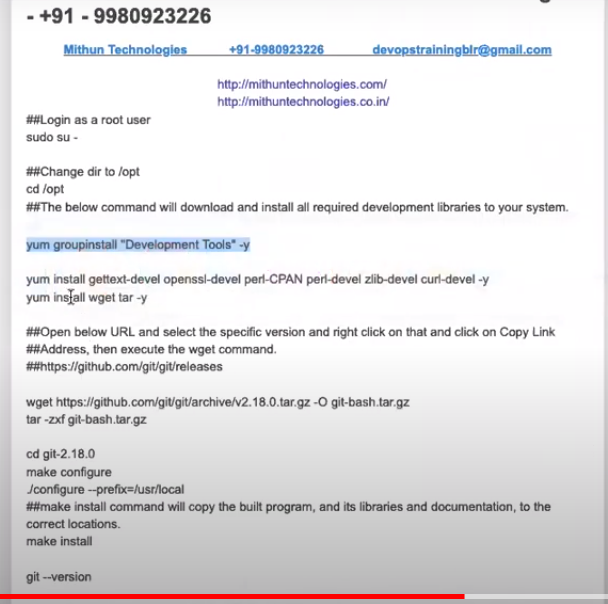 - +91 - 9980923226
Mithun Technologies +91-9980923226 devopstrainingblr@gmail.com
http://mithuntechnologies.com/
http://mithuntechnologies.co.in/
##Login as a root user
sudo su -
##Change dir to /opt
cd /opt
##The below command will download and install all required development libraries to your system.
yum groupinstall "Development Tools" -y
yum install gettext-devel openssl-devel perl-CPAN perl-devel zlib-devel curl-devel -y
yum install wget tar -y
##Open below URL and select the specific version and right click on that and click on Copy Link
##Address, then execute the wget command.
##https://github.com/git/git/releases
wget https://github.com/git/git/archive/v2.18.0.tar.gz -O git-bash.tar.gz
tar -zxf git-bash.tar.gz
cd git-2.18.0
make configure
./configure --prefix=/usr/local
##make install command will copy the built program, and its libraries and documentation, to the
correct locations.
make install
git --version